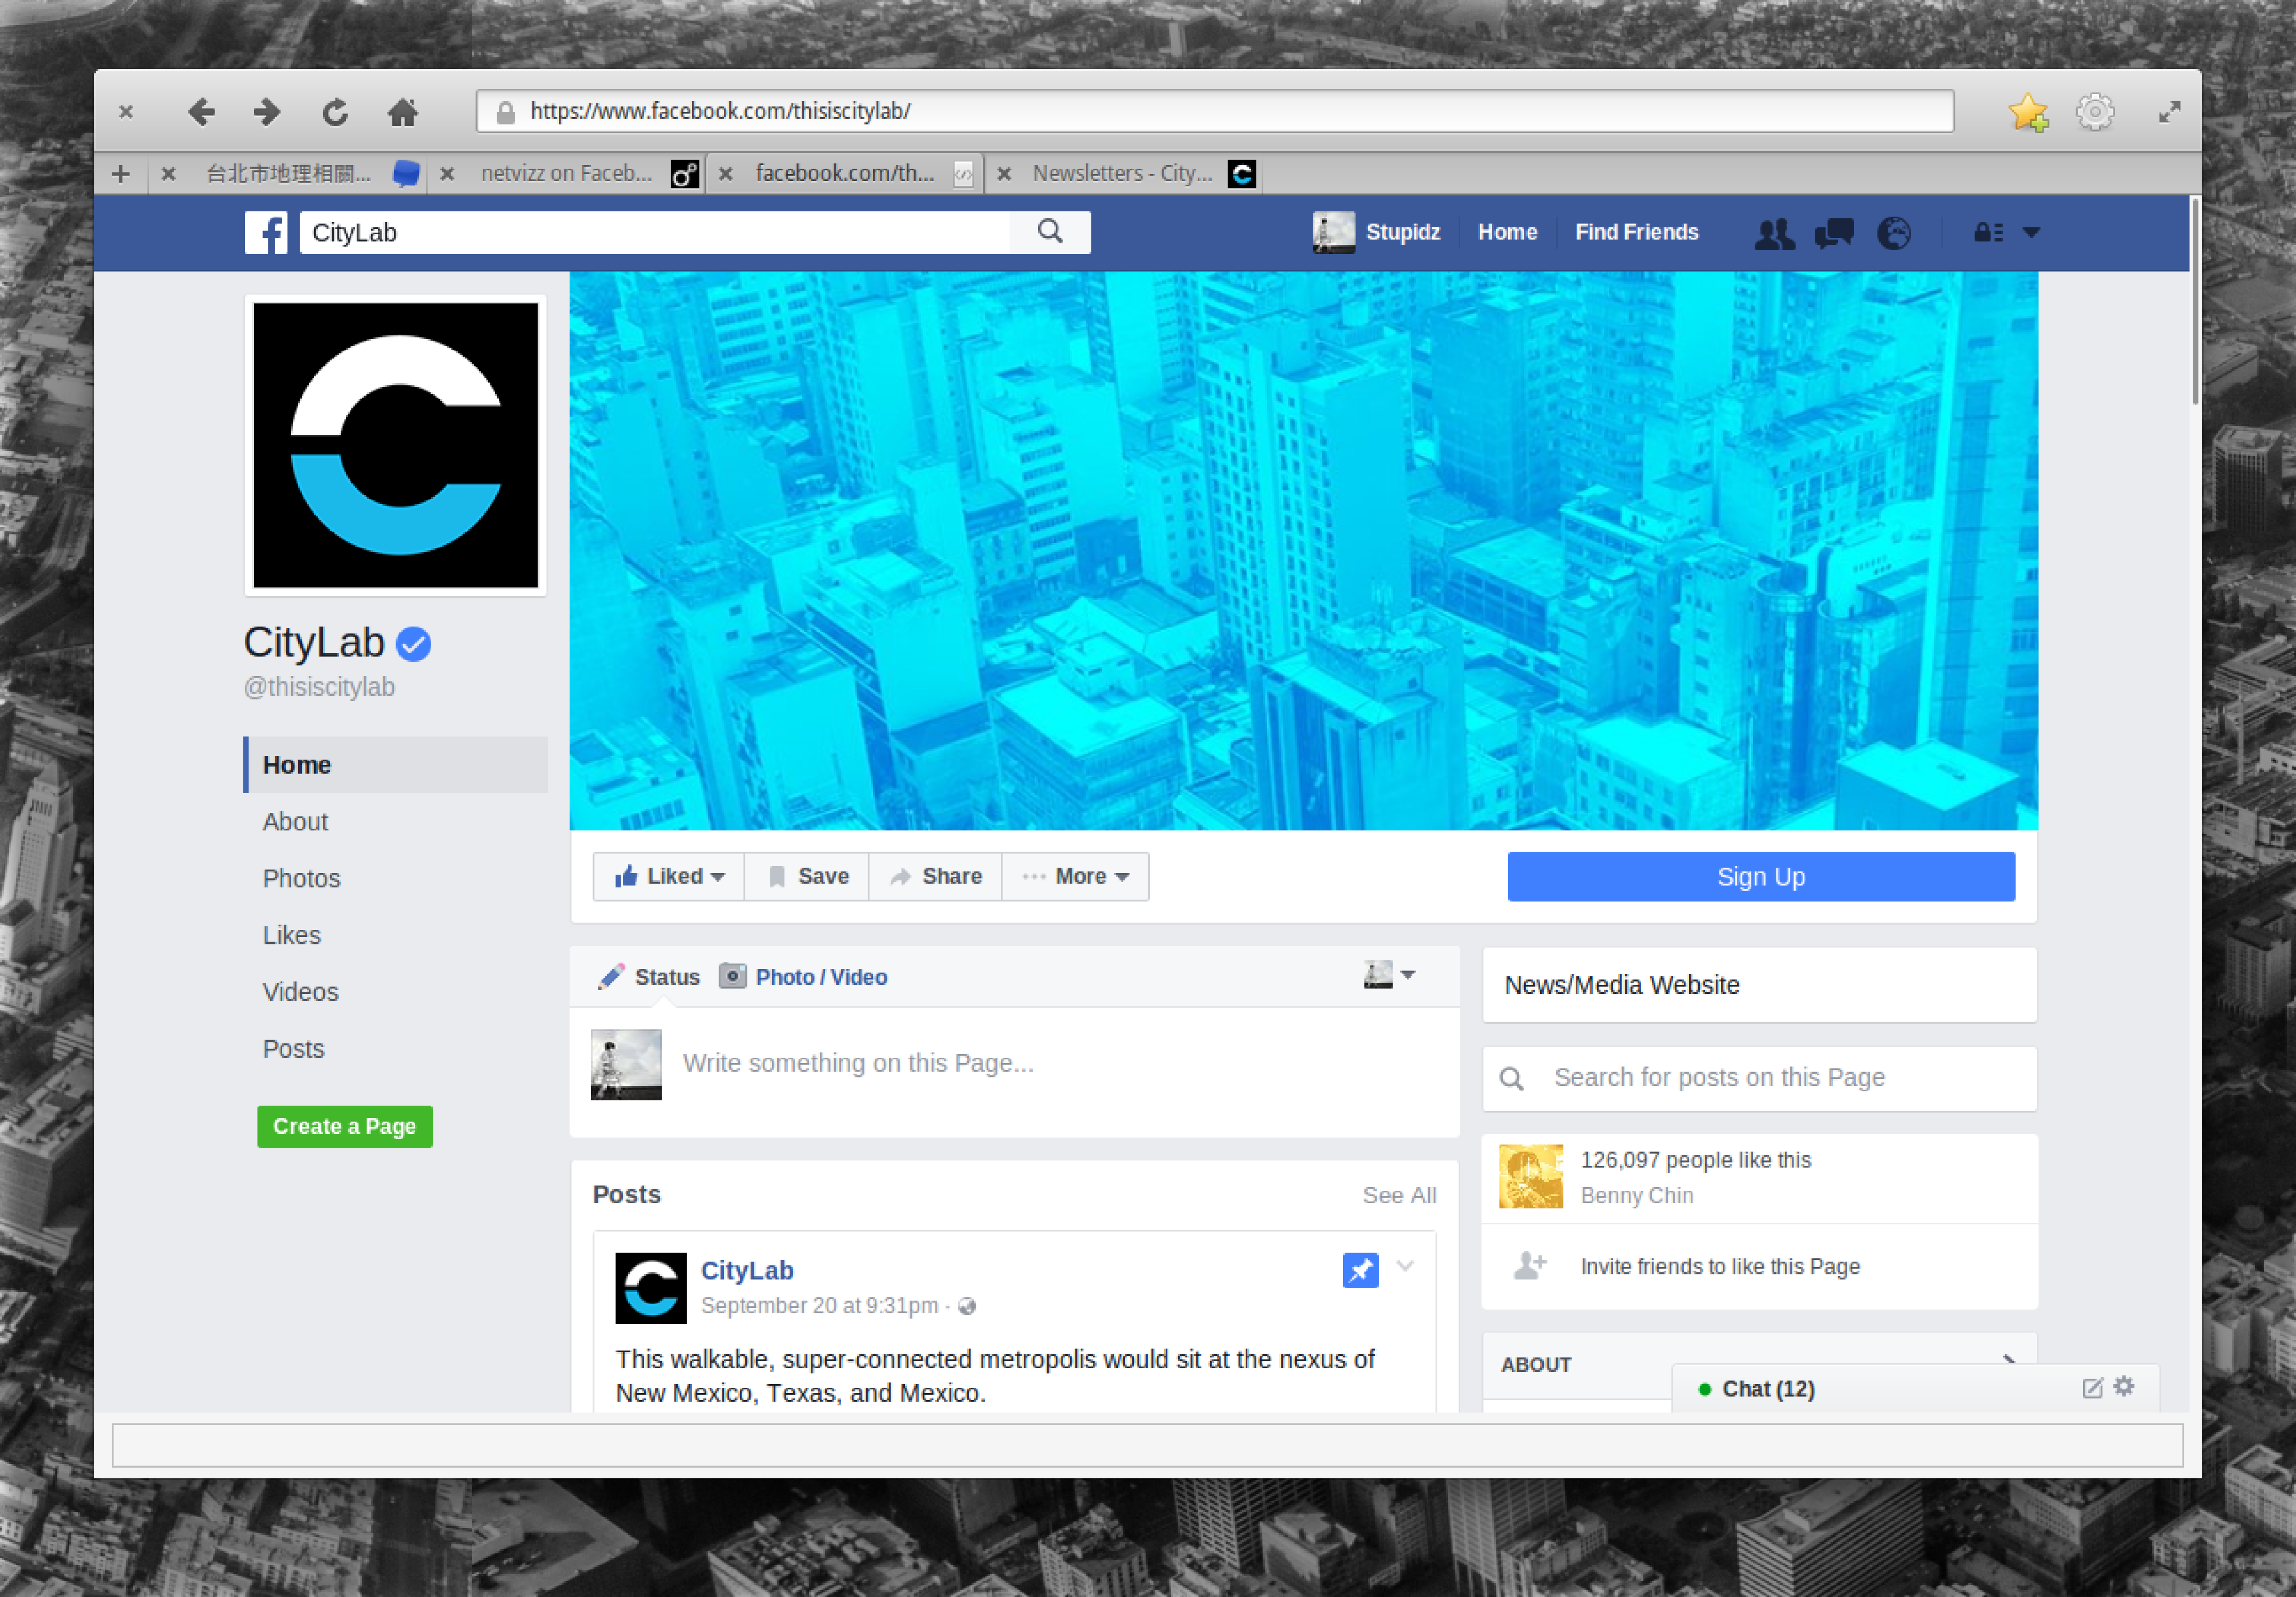 https://www.facebook.com/thisiscitylab/
台北市地理相關...
netvizz on Faceb...
facebook.com/th...
Newsletters - City...
CityLab
Stupidz
Home
Find Friends
CityLab
@thisiscitylab
Home
About
Photos
Likes
Videos
Posts
Create a Page
Liked
Save
Share
More
Sign Up
Status
Photo / Video
Write something on this Page...
Posts
See All
CityLab
September 20 at 9:31pm ·
This walkable, super-connected metropolis would sit at the nexus of
New Mexico, Texas, and Mexico.
News/Media Website
Search for posts on this Page
126,097 people like this
Benny Chin
Invite friends to like this Page
ABOUT
Chat (12)